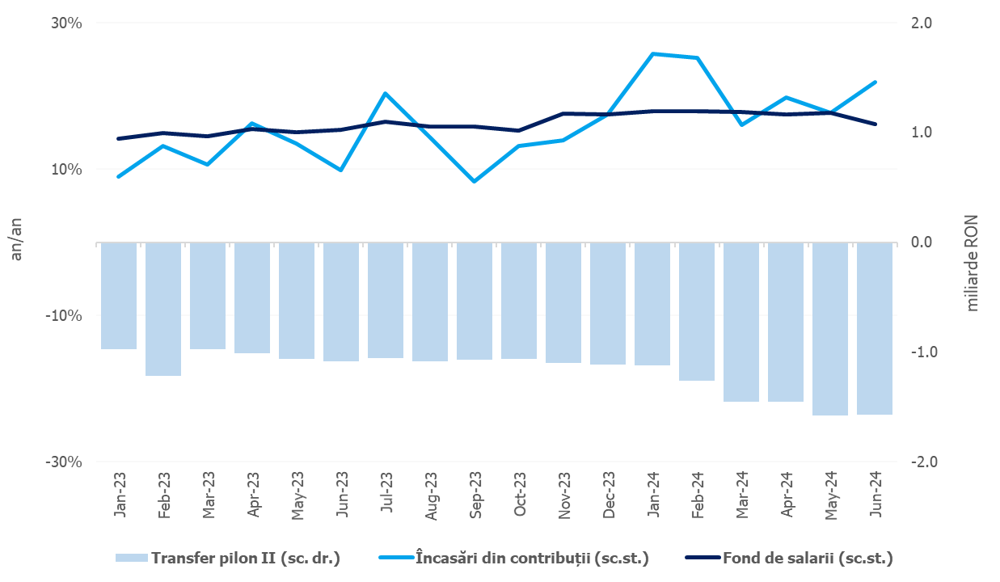 30%
10%
-10%
-30%
an/an
2.0
1.0
0.0
-1.0
-2.0
miliarde RON
Jan-23
Feb-23
Mar-23
Apr-23
May-23
Jun-23
Jul-23
Aug-23
Sep-23
Oct-23
Nov-23
Dec-23
Jan-24
Feb-24
Mar-24
Apr-24
May-24
Jun-24
Transfer pilon II (sc. dr.)
Încasări din contribuții (sc.st.)
Fond de salarii (sc.st.)